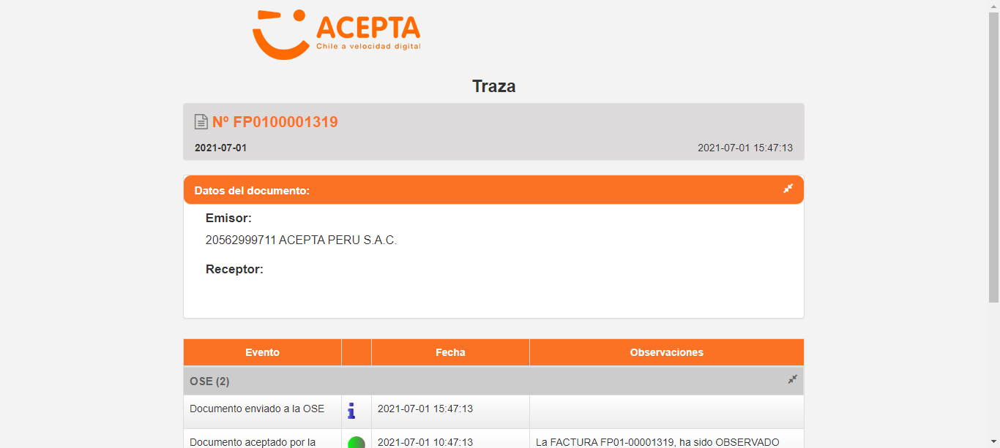 ACEPTA
Chile a velocidad digital
Traza
Nº FP0100001319
2021-07-01
2021-07-01 15:47:13
Datos del documento:
Emisor:
20562999711 ACEPTA PERU S.A.C.
Receptor:
Evento Fecha Observaciones
OSE (2)
Documento enviado a la OSE 2021-07-01 15:47:13
Documento aceptado por la 2021-07-01 10:47:13 La FACTURA FP01-00001319, ha sido OBSERVADO